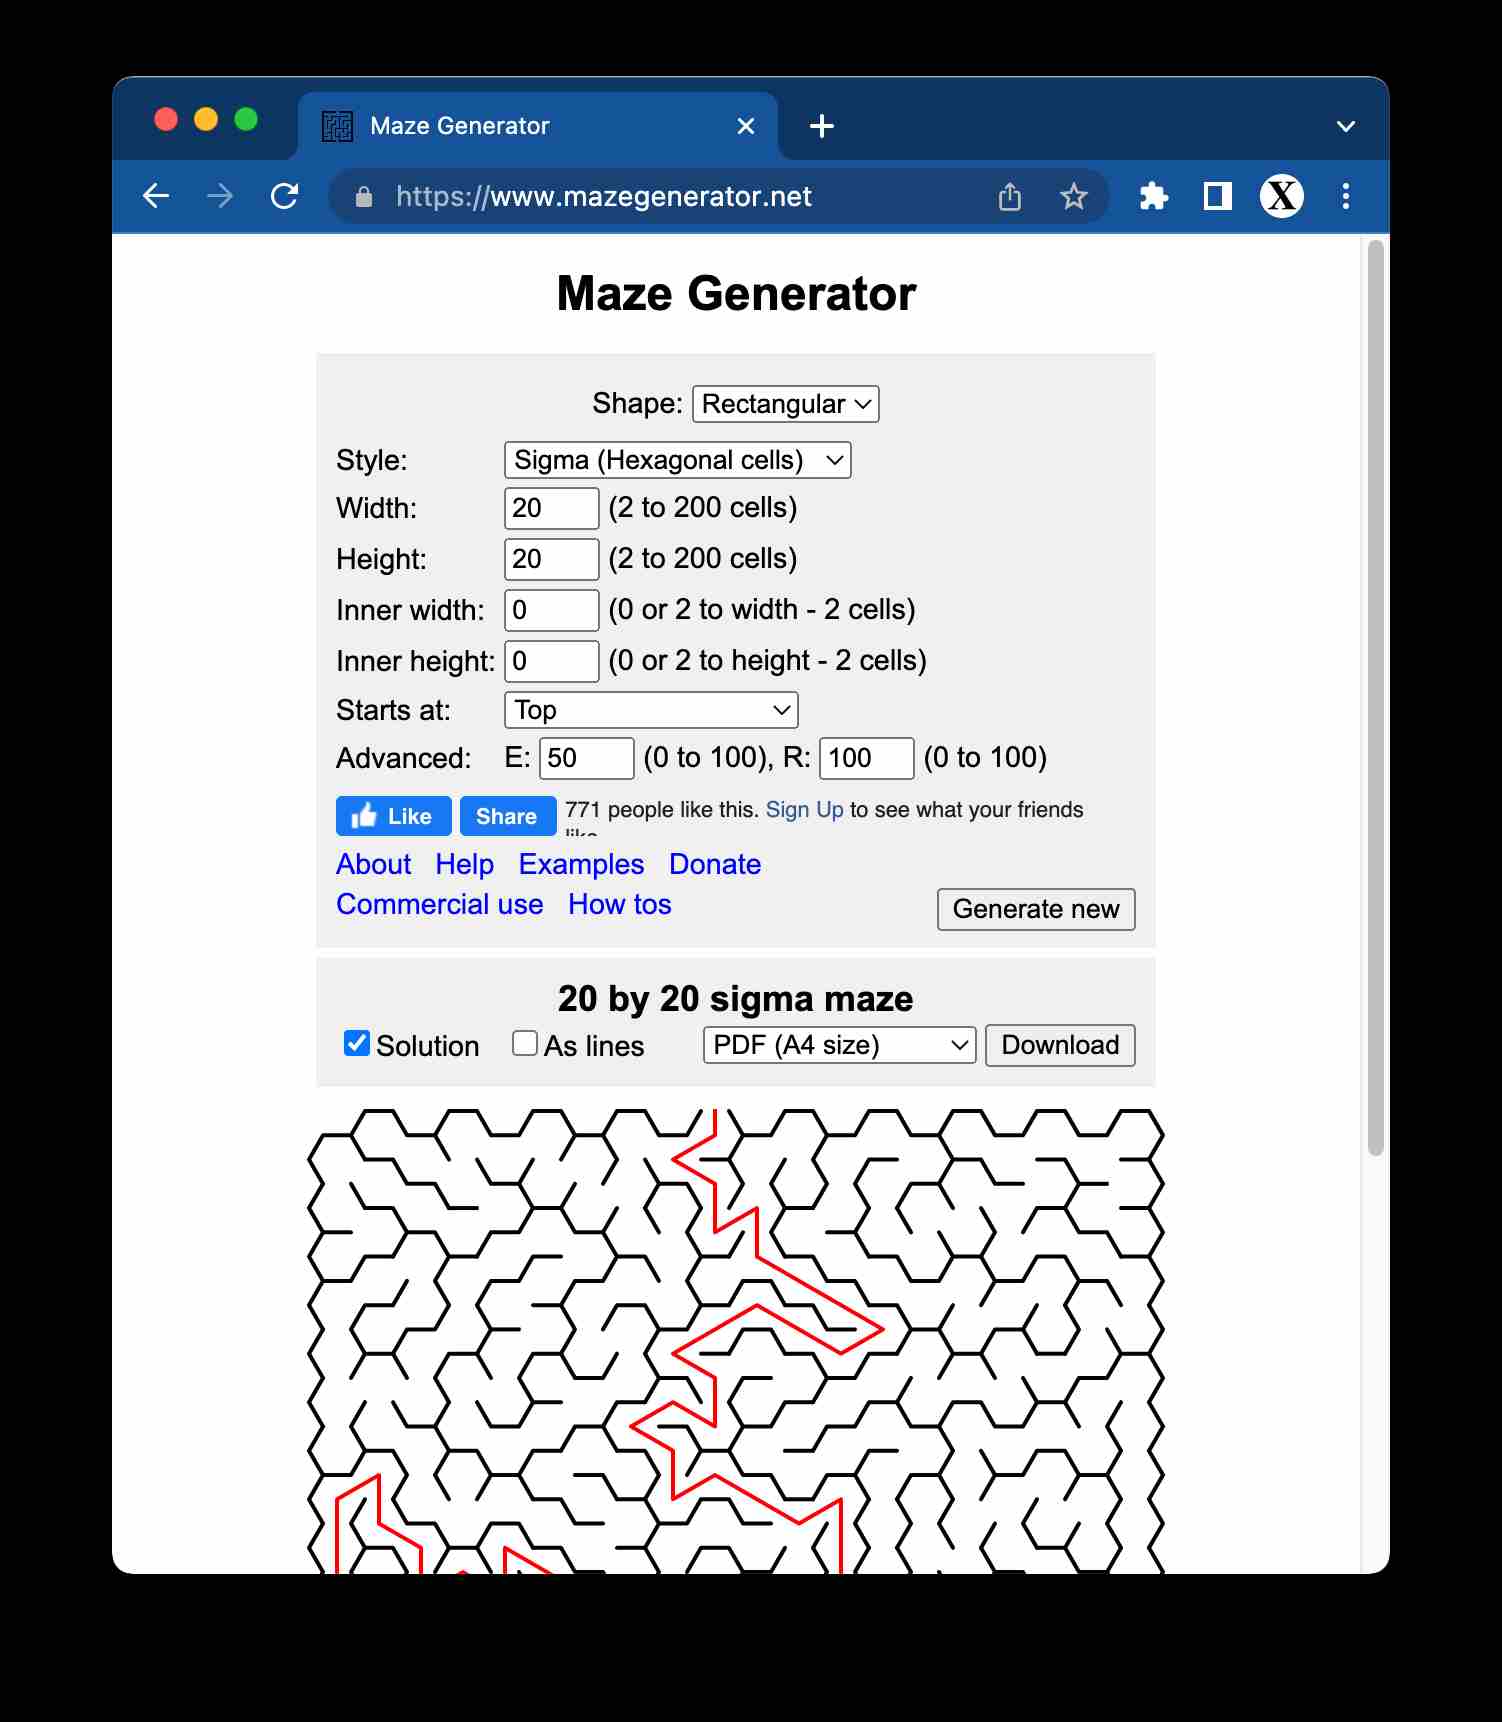 Maze Generator
https://www.mazegenerator.net
X
Maze Generator
Shape: Rectangular
Style: Sigma (Hexagonal cells)
Width: 20 (2 to 200 cells)
Height: 20 (2 to 200 cells)
Inner width: 0 (0 or 2 to width - 2 cells)
Inner height: 0 (0 or 2 to height - 2 cells)
Starts at: Top
Advanced: E: 50 (0 to 100), R: 100 (0 to 100)
Like Share 771 people like this. Sign Up to see what your friends
like.
About Help Examples Donate
Commercial use How tos Generate new
20 by 20 sigma maze
Solution As lines PDF (A4 size) Download